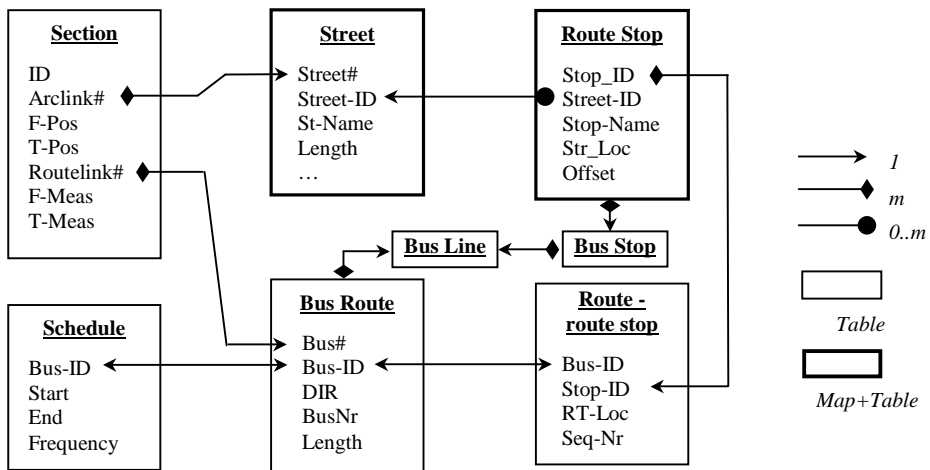 Section
ID
Arclink#
F-Pos
T-Pos
Routelink#
F-Meas
T-Meas
Street
Street#
Street-ID
St-Name
Length
…
Route Stop
Stop_ID
Street-ID
Stop-Name
Str_Loc
Offset
Bus Line
Bus Stop
Schedule
Bus-ID
Start
End
Frequency
Bus Route
Bus#
Bus-ID
DIR
BusNr
Length
Route -
route stop
Bus-ID
Stop-ID
RT-Loc
Seq-Nr
1
m
0..m
Table
Map+Table